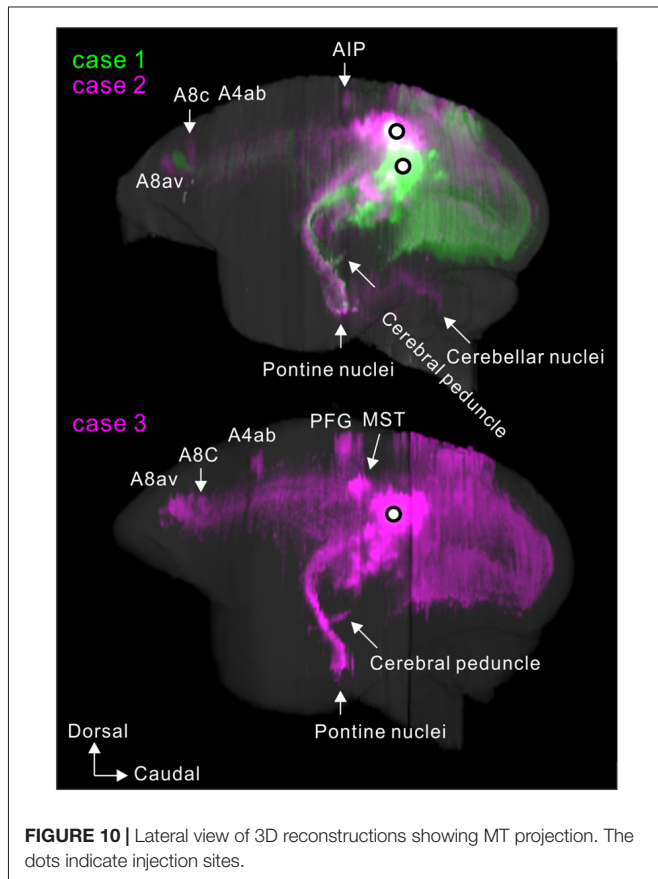 case 1
case 2
AIP
A8c A4ab
A8av
Pontine nuclei
Cerebral peduncle
Cerebellar nuclei
case 3
PFG MST
A4ab
A8C
A8av
Cerebral peduncle
Pontine nuclei
Dorsal
Caudal
FIGURE 10 | Lateral view of 3D reconstructions showing MT projection. The
dots indicate injection sites.